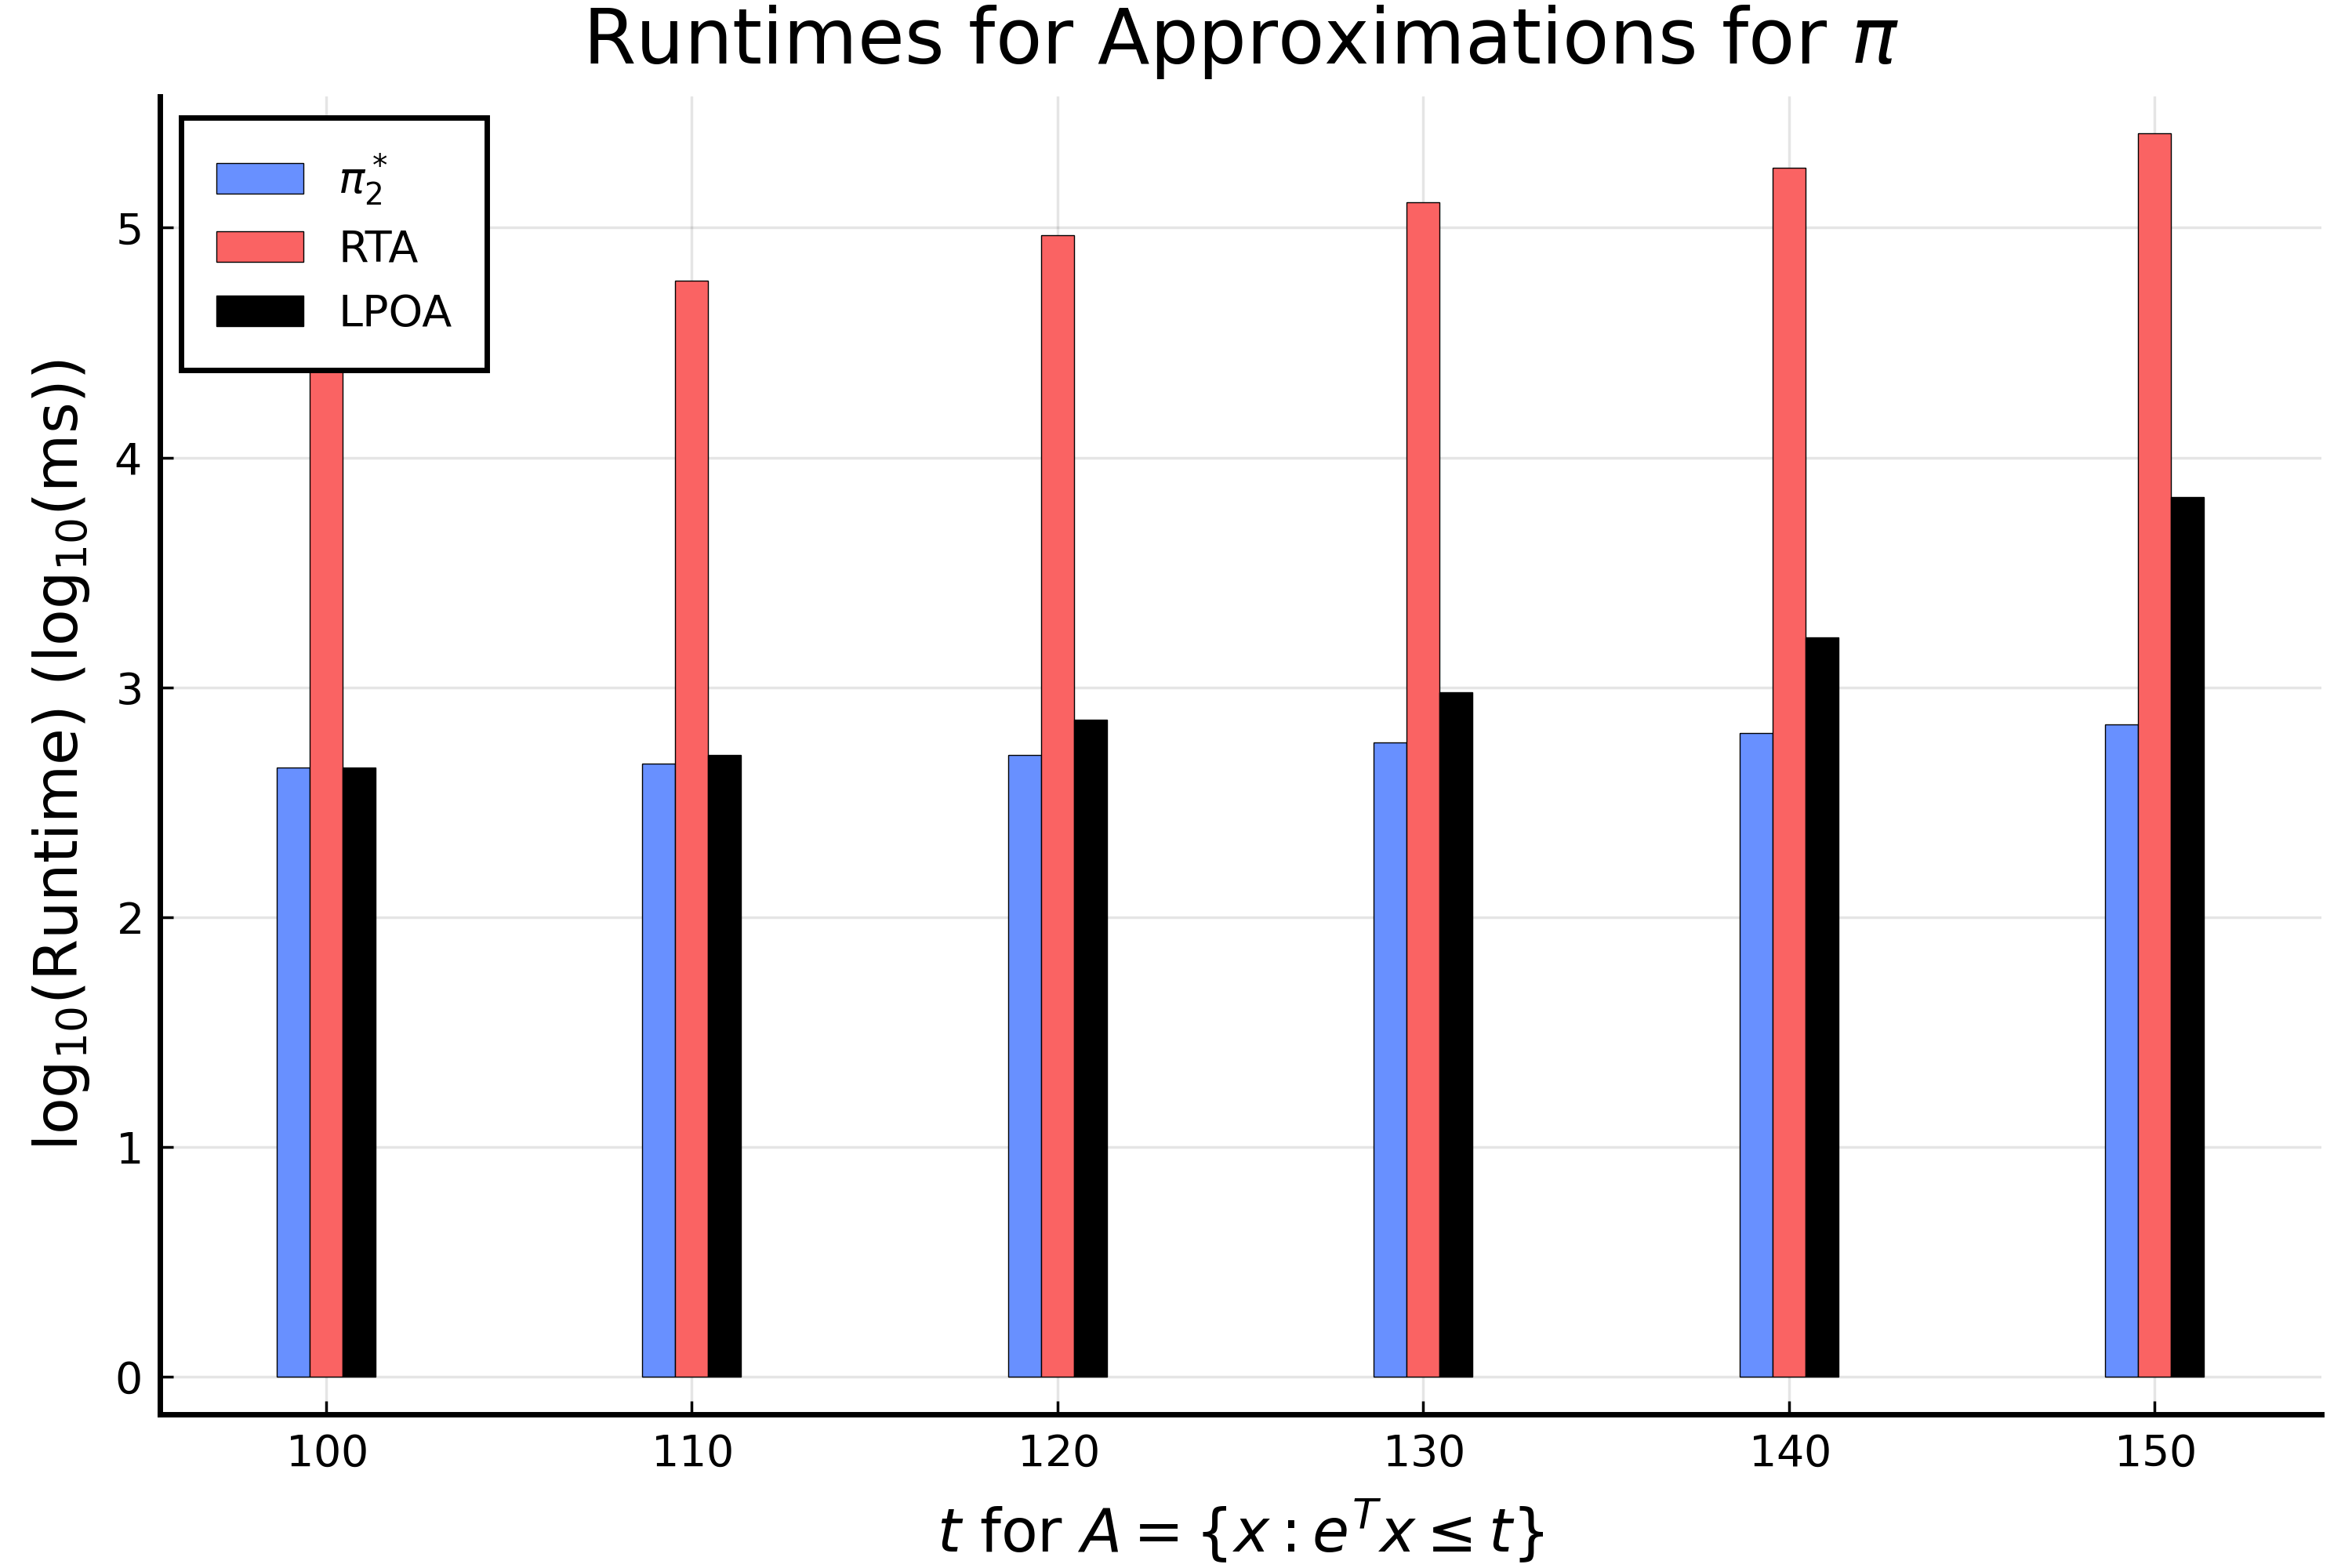 Runtimes for Approximations for π
π₂*
RTA
LPOA
log₁₀(Runtime) (log₁₀(ms))
5
4
3
2
1
0
100 110 120 130 140 150
t for A = {x : eᵀx ≤ t}